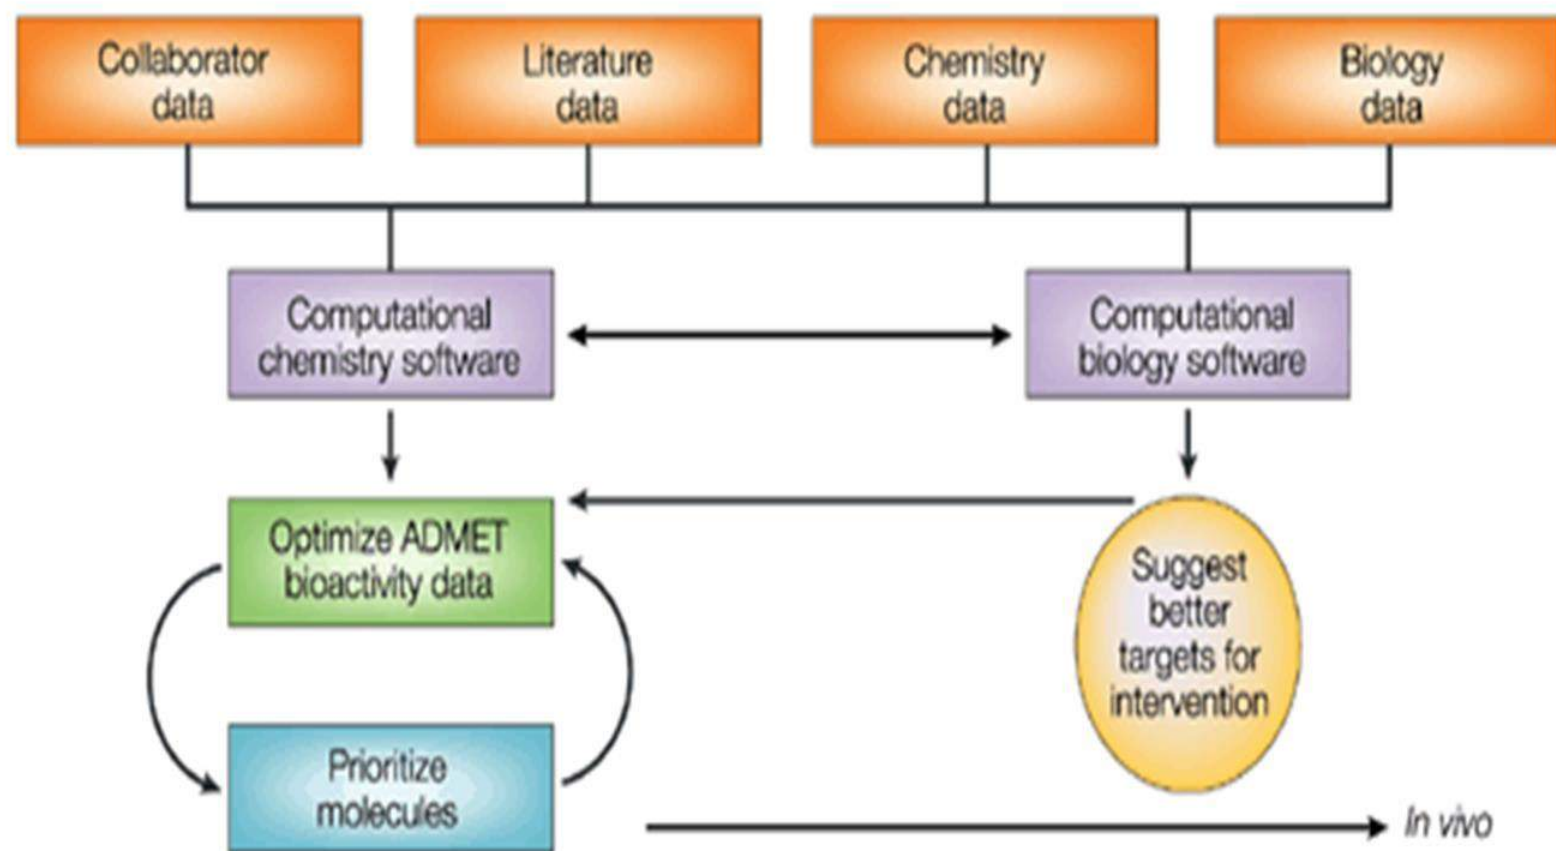 Collaborator
data
Literature
data
Chemistry
data
Biology
data
Computational
chemistry software
Computational
biology software
Optimize ADMET
bioactivity data
Suggest
better
targets for
intervention
Prioritize
molecules
In vivo